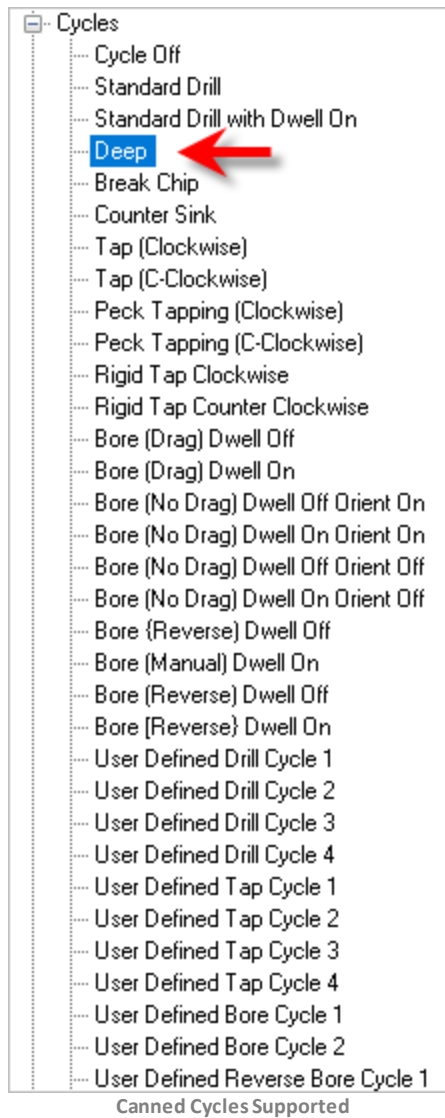 Cycles
Cycle Off
Standard Drill
Standard Drill with Dwell On
Deep
Break Chip
Counter Sink
Tap (Clockwise)
Tap (C-Clockwise)
Peck Tapping (Clockwise)
Peck Tapping (C-Clockwise)
Rigid Tap Clockwise
Rigid Tap Counter Clockwise
Bore (Drag) Dwell Off
Bore (Drag) Dwell On
Bore (No Drag) Dwell Off Orient On
Bore (No Drag) Dwell On Orient On
Bore (No Drag) Dwell Off Orient Off
Bore (No Drag) Dwell On Orient Off
Bore {Reverse) Dwell Off
Bore (Manual) Dwell On
Bore (Reverse) Dwell Off
Bore [Reverse} Dwell On
User Defined Drill Cycle 1
User Defined Drill Cycle 2
User Defined Drill Cycle 3
User Defined Drill Cycle 4
User Defined Tap Cycle 1
User Defined Tap Cycle 2
User Defined Tap Cycle 3
User Defined Tap Cycle 4
User Defined Bore Cycle 1
User Defined Bore Cycle 2
User Defined Reverse Bore Cycle 1
Canned Cycles Supported